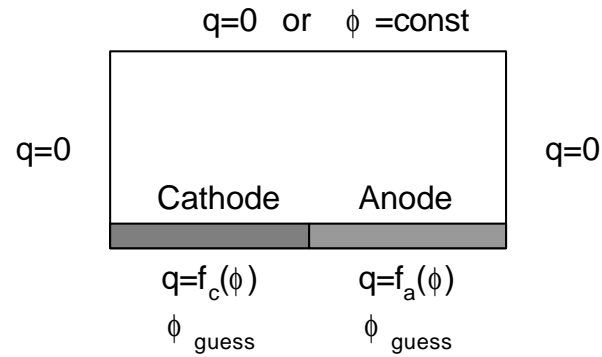 q=0 or ϕ =const
q=0 q=0
Cathode Anode
q=f_c(ϕ) q=f_a(ϕ)
ϕ guess ϕ guess